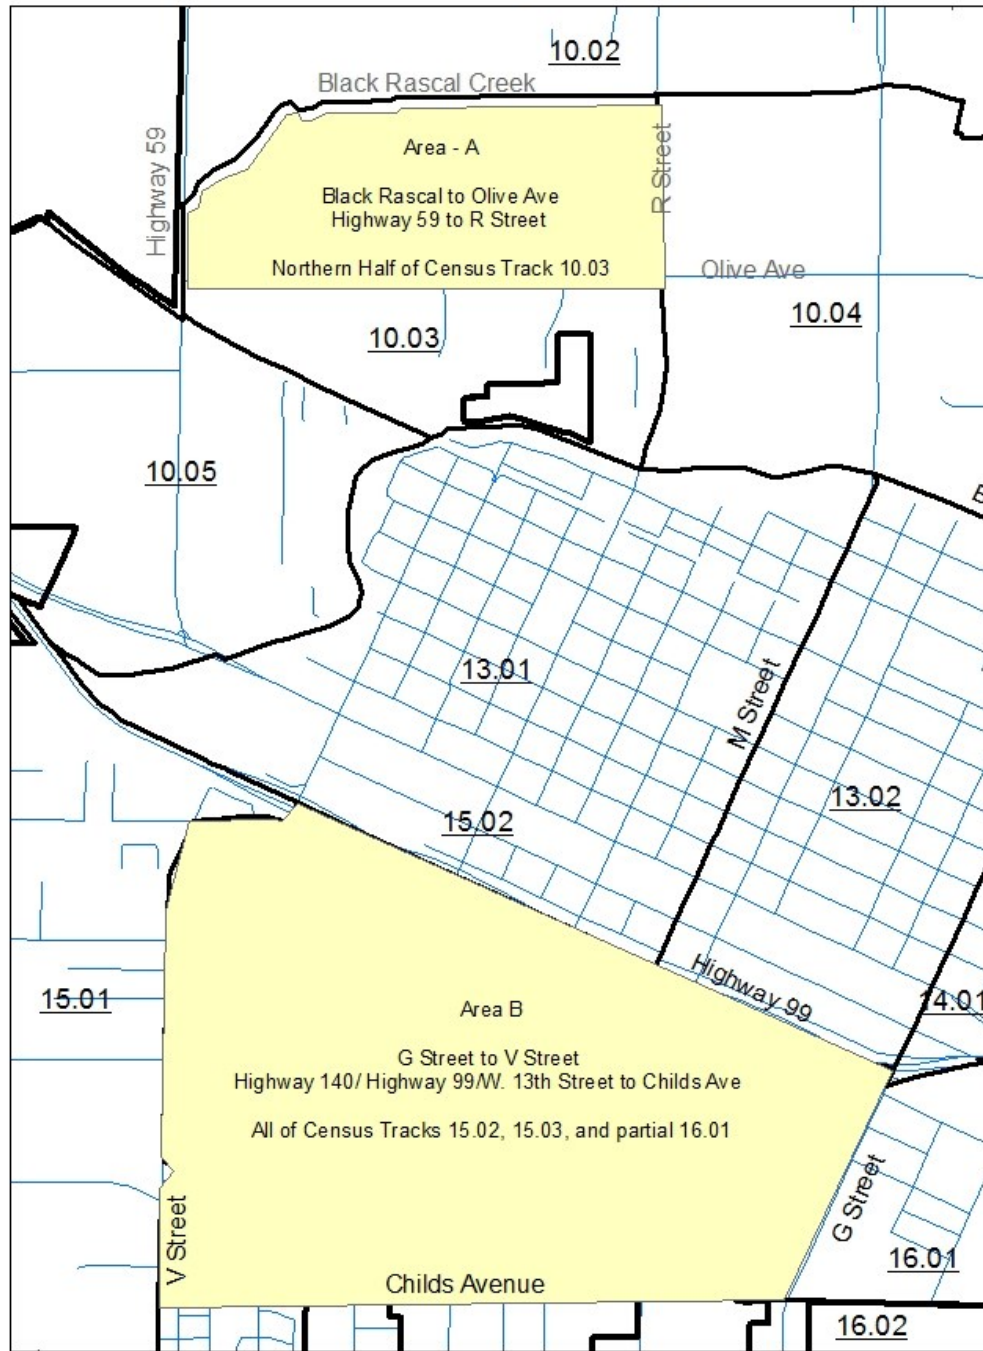 10.02
Black Rascal Creek
Highway 59
R Street
Area - A
Black Rascal to Olive Ave
Highway 59 to R Street
Northern Half of Census Track 10.03
Olive Ave
10.04
10.03
10.05
13.01
M Street
13.02
15.02
Highway 99
14.01
15.01
Area B
G Street to V Street
Highway 140/ Highway 99/W. 13th Street to Childs Ave
All of Census Tracks 15.02, 15.03, and partial 16.01
G Street
V Street
16.01
Childs Avenue
16.02